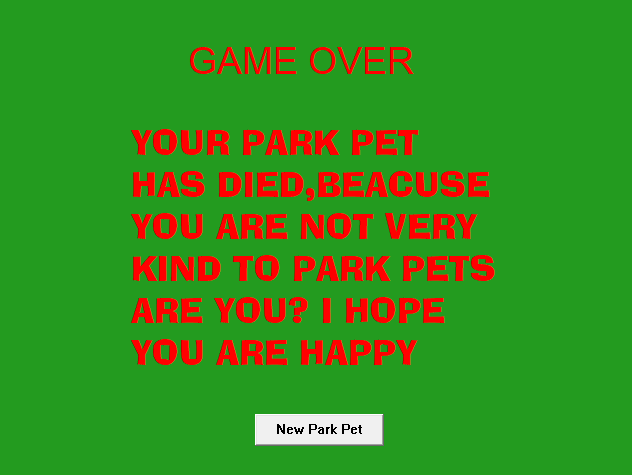 GAME OVER
YOUR PARK PET
HAS DIED,BEACUSE
YOU ARE NOT VERY
KIND TO PARK PETS
ARE YOU? I HOPE
YOU ARE HAPPY
New Park Pet